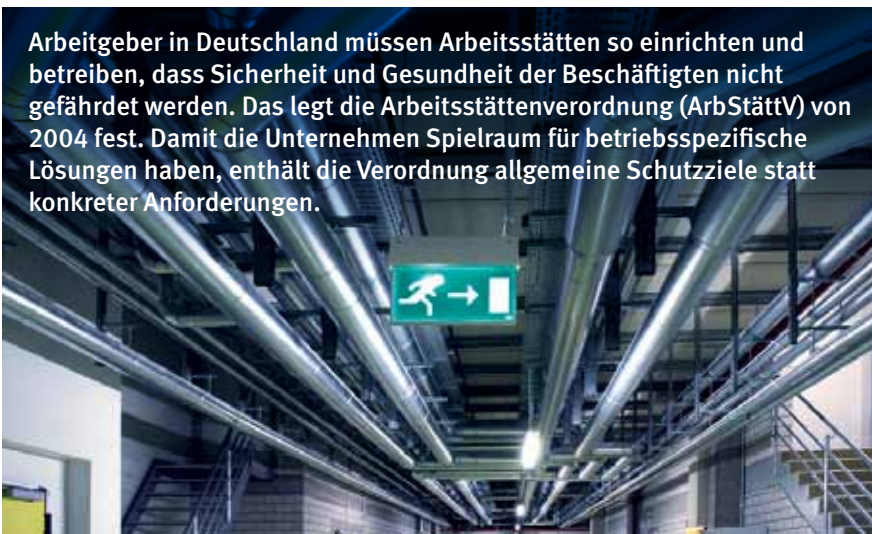 Arbeitgeber in Deutschland müssen Arbeitsstätten so einrichten und
betreiben, dass Sicherheit und Gesundheit der Beschäftigten nicht
gefährdet werden. Das legt die Arbeitsstättenverordnung (ArbStättV) von
2004 fest. Damit die Unternehmen Spielraum für betriebsspezifische
Lösungen haben, enthält die Verordnung allgemeine Schutzziele statt
konkreter Anforderungen.